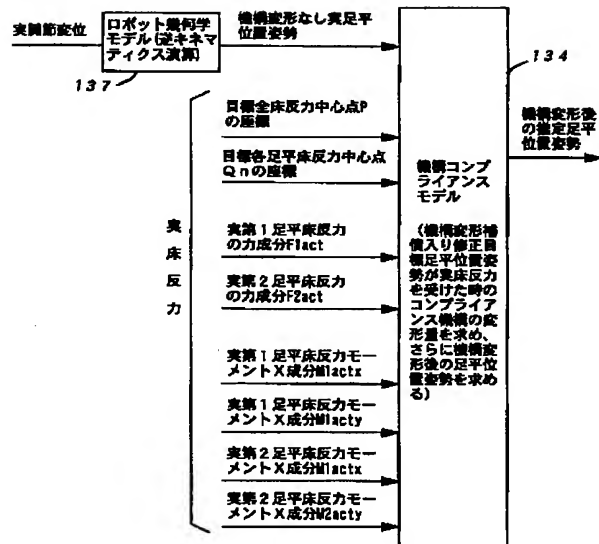 実関節変位
ロボット幾何学
モデル(逆キネマ
ティクス演算)
137
機構変形なし実足平
位置姿勢
134
目標全床反力中心点P
の座標
目標各足平床反力中心点
Qnの座標
実第1足平床反力
の力成分F1act
実第2足平床反力
の力成分F2act
実第1足平床反力モー
メントX成分M1actx
実第1足平床反力モー
メントX成分M1acty
実第2足平床反力モー
メントX成分M1actx
実第2足平床反力モー
メントX成分M2acty
実床反力
機構コンプ
ライアンス
モデル
(機構変形補
償入り修正目
標足平位置姿
勢が実床反力
を受けた時の
コンプライア
ンス機構の変
形量を求め、
さらに機構変
形後の足平位
置姿勢を求め
る)
機構変形後
の推定足平
位置姿勢